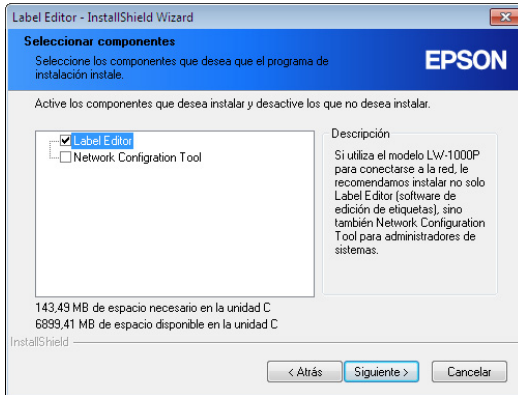 Label Editor - InstallShield Wizard
Seleccionar componentes
Seleccione los componentes que desea que el programa de
instalación instale.
EPSON
Active los componentes que desea instalar y desactive los que no desea instalar.
Label Editor
Network Configration Tool
Descripción
Si utiliza el modelo LW-1000P
para conectarse a la red, le
recomendamos instalar no solo
Label Editor (software de
edición de etiquetas), sino
también Network Configuration
Tool para administradores de
sistemas.
143,49 MB de espacio necesario en la unidad C
6899,41 MB de espacio disponible en la unidad C
InstallShield
< Atrás
Siguiente >
Cancelar